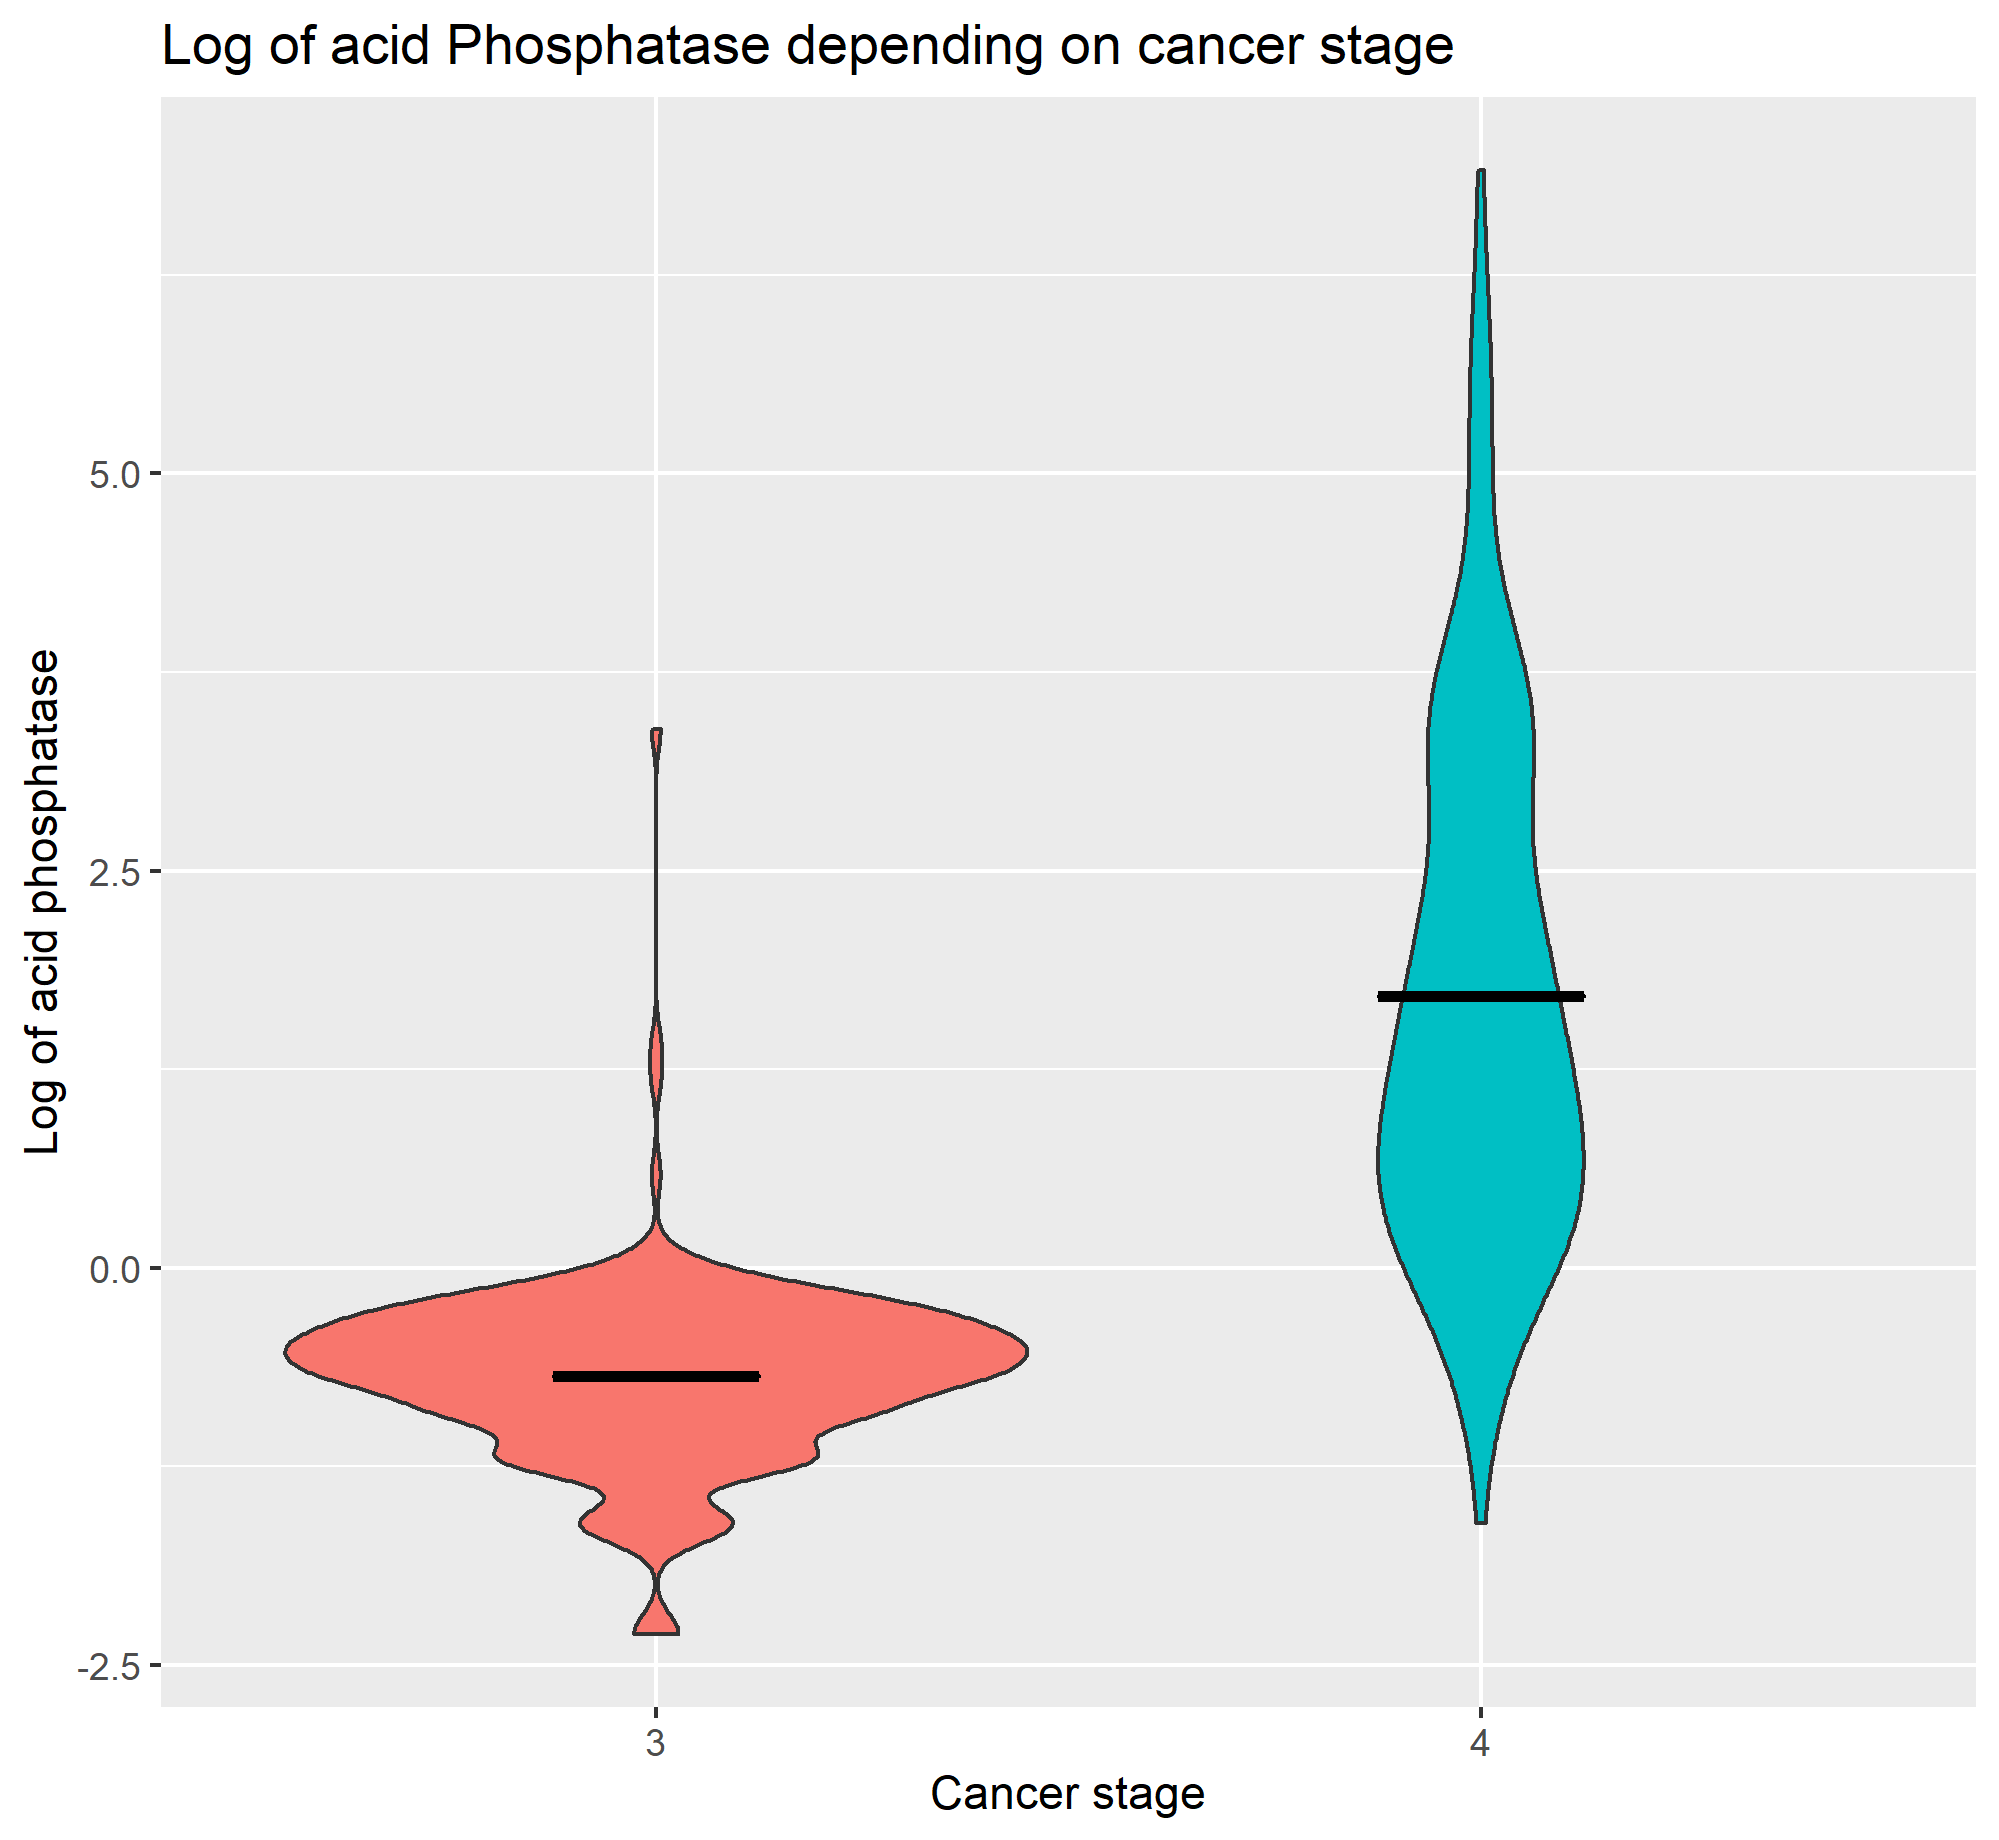 Log of acid Phosphatase depending on cancer stage
Log of acid phosphatase
5.0
2.5
0.0
-2.5
3
4
Cancer stage